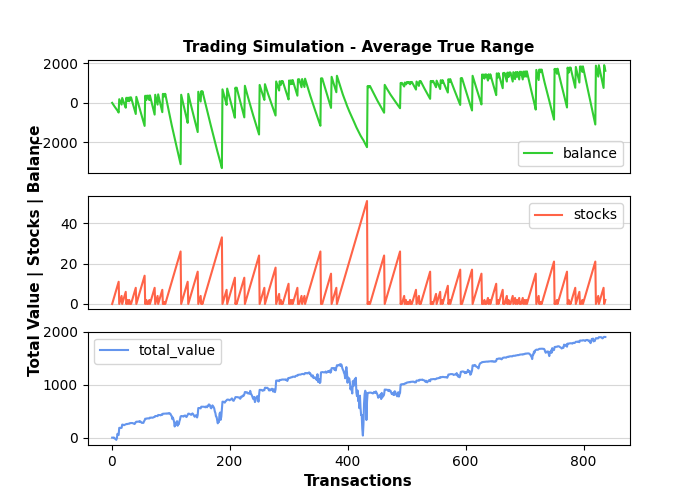 Trading Simulation - Average True Range
Total Value | Stocks | Balance
2000
0
−2000
balance
40
20
0
stocks
2000
1000
0
total_value
0 200 400 600 800
Transactions